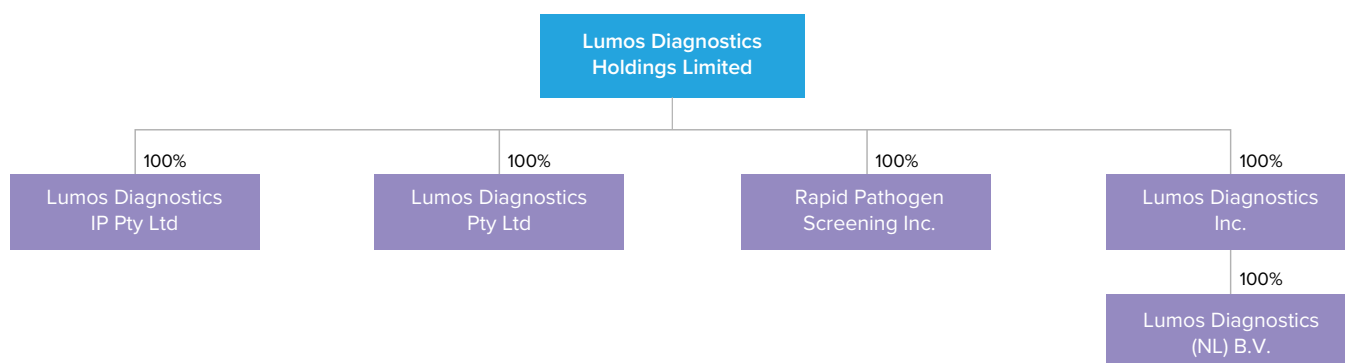 Lumos Diagnostics
Holdings Limited
100%
100%
100%
100%
Lumos Diagnostics
IP Pty Ltd
Lumos Diagnostics
Pty Ltd
Rapid Pathogen
Screening Inc.
Lumos Diagnostics
Inc.
100%
Lumos Diagnostics
(NL) B.V.